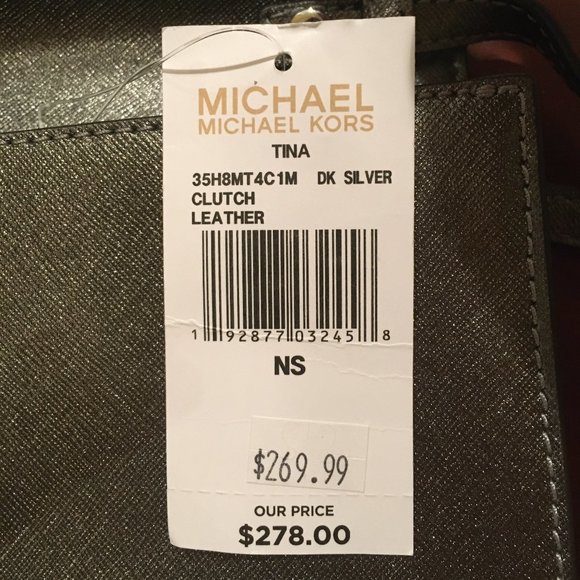 MICHAEL
MICHAEL KORS
TINA
35H8MT4C1M DK SILVER
CLUTCH
LEATHER
1 92877 03245 8
NS
$269.99
OUR PRICE
$278.00